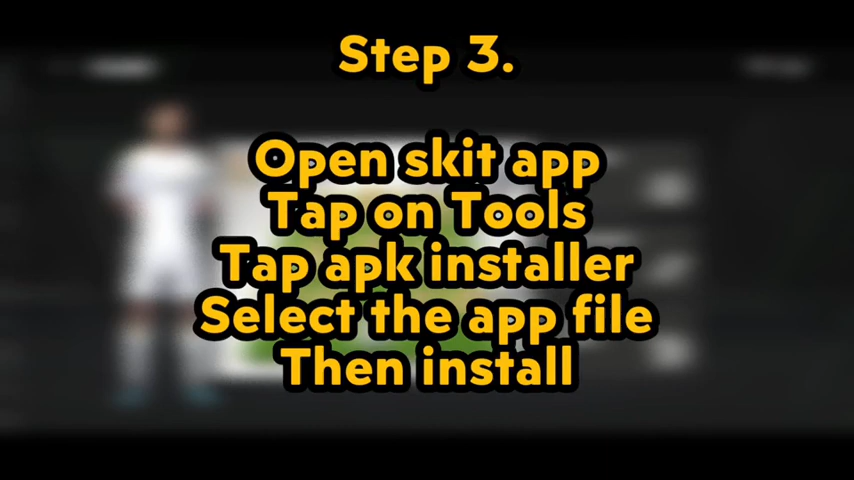 Step 3.
Open skit app
Tap on Tools
Tap apk installer
Select the app file
Then install